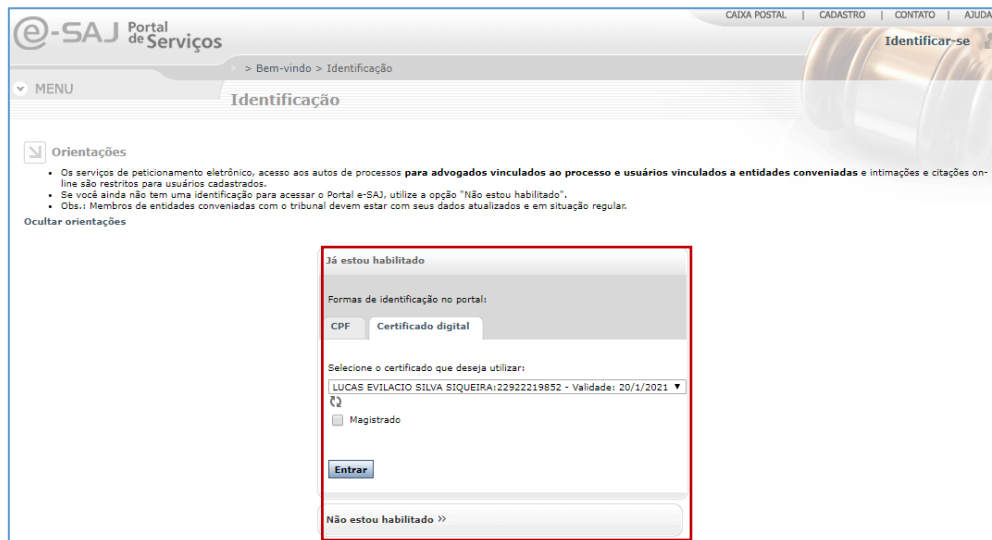 CAIXA POSTAL | CADASTRO | CONTATO | AJUDA
e-SAJ Portal de Serviços
Identificar-se
> Bem-vindo > Identificação
MENU
Identificação
Orientações
• Os serviços de peticionamento eletrônico, acesso aos autos de processos para advogados vinculados ao processo e usuários vinculados a entidades conveniadas e intimações e citações on-
line são restritos para usuários cadastrados.
• Se você ainda não tem uma identificação para acessar o Portal e-SAJ, utilize a opção "Não estou habilitado".
• Obs.: Membros de entidades conveniadas com o tribunal devem estar com seus dados atualizados e em situação regular.
Ocultar orientações
Já estou habilitado
Formas de identificação no portal:
CPF Certificado digital
Selecione o certificado que deseja utilizar:
LUCAS EVILACIO SILVA SIQUEIRA:22922219852 - Validade: 20/1/2021
Magistrado
Entrar
Não estou habilitado >>